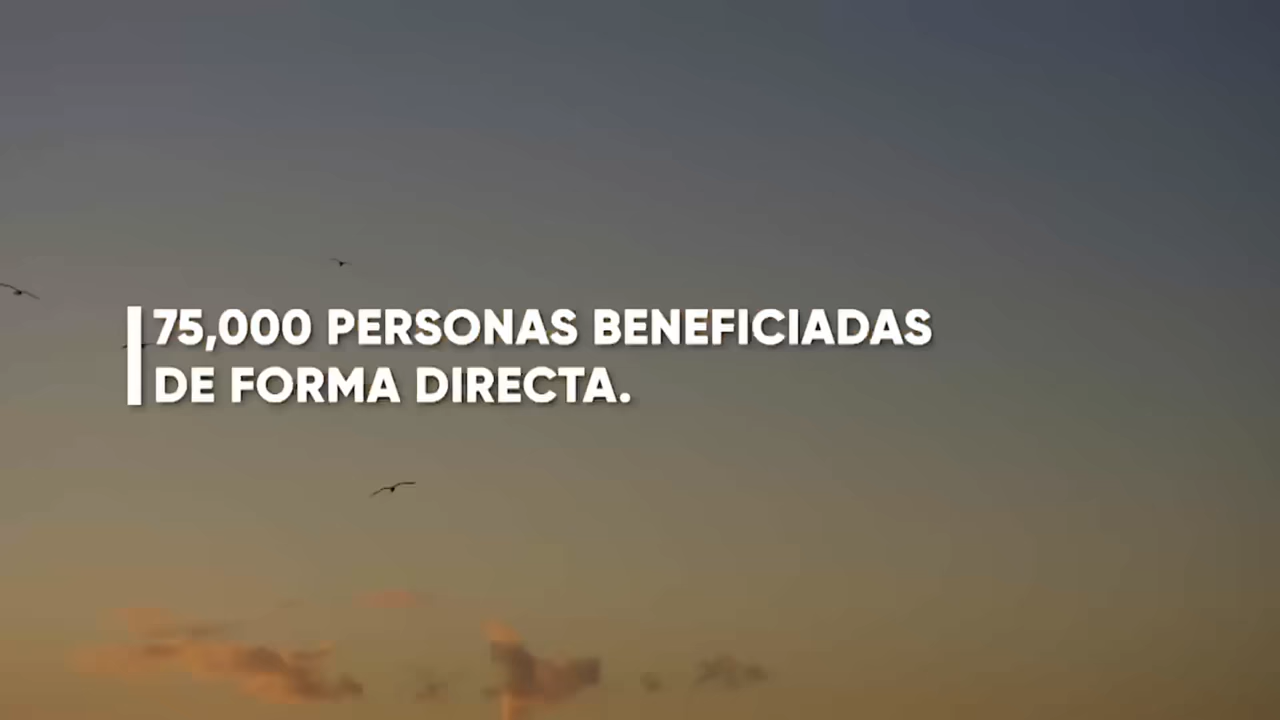 75,000 PERSONAS BENEFICIADAS
DE FORMA DIRECTA.